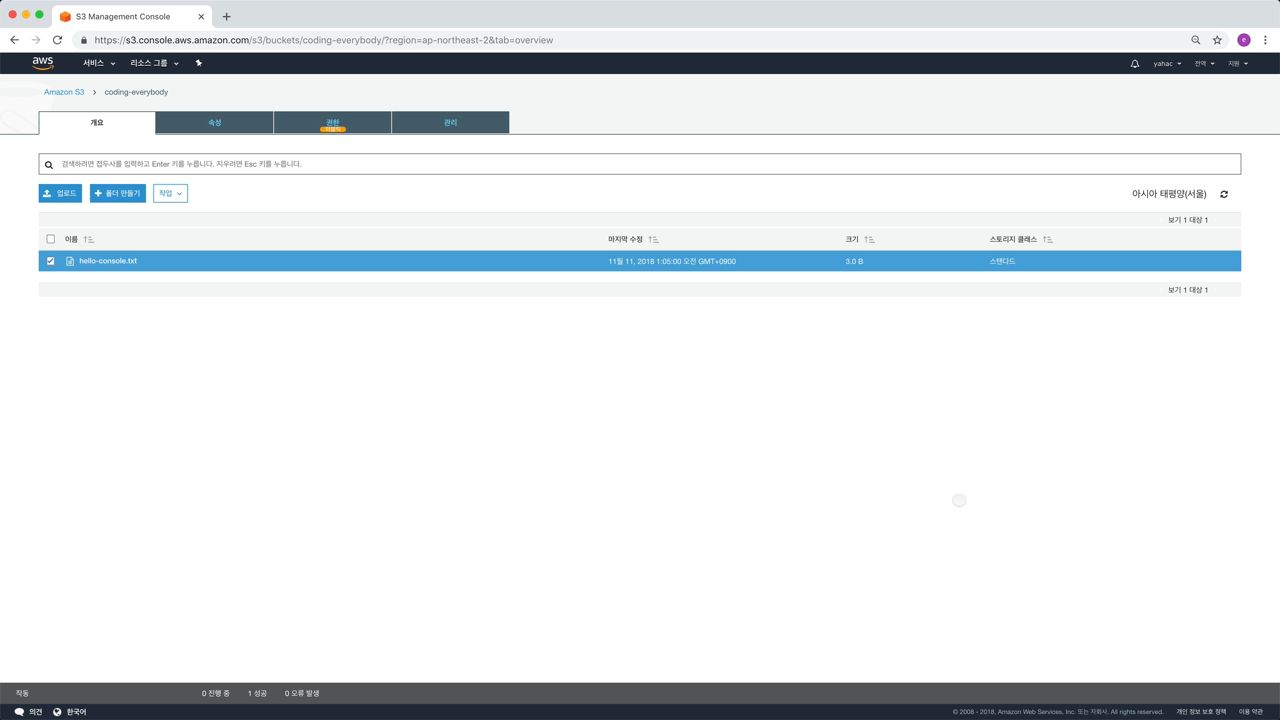 S3 Management Console
https://s3.console.aws.amazon.com/s3/buckets/coding-everybody/?region=ap-northeast-2&tab=overview
e
aws 서비스 리소스 그룹 yahac 전역 지원
Amazon S3 > coding-everybody
개요 속성 권한 관리
퍼블릭
검색하려면 접두사를 입력하고 Enter 키를 누릅니다. 지우려면 Esc 키를 누릅니다.
업로드 폴더 만들기 작업 아시아 태평양(서울)
보기 1 대상 1
이름 마지막 수정 크기 스토리지 클래스
hello-console.txt 11월 11, 2018 1:05:00 오전 GMT+0900 3.0 B 스탠다드
보기 1 대상 1
작동 0 진행 중 1 성공 0 오류 발생
의견 한국어 © 2008 - 2018, Amazon Web Services, Inc. 또는 자회사. All rights reserved. 개인 정보 보호 정책 이용 약관